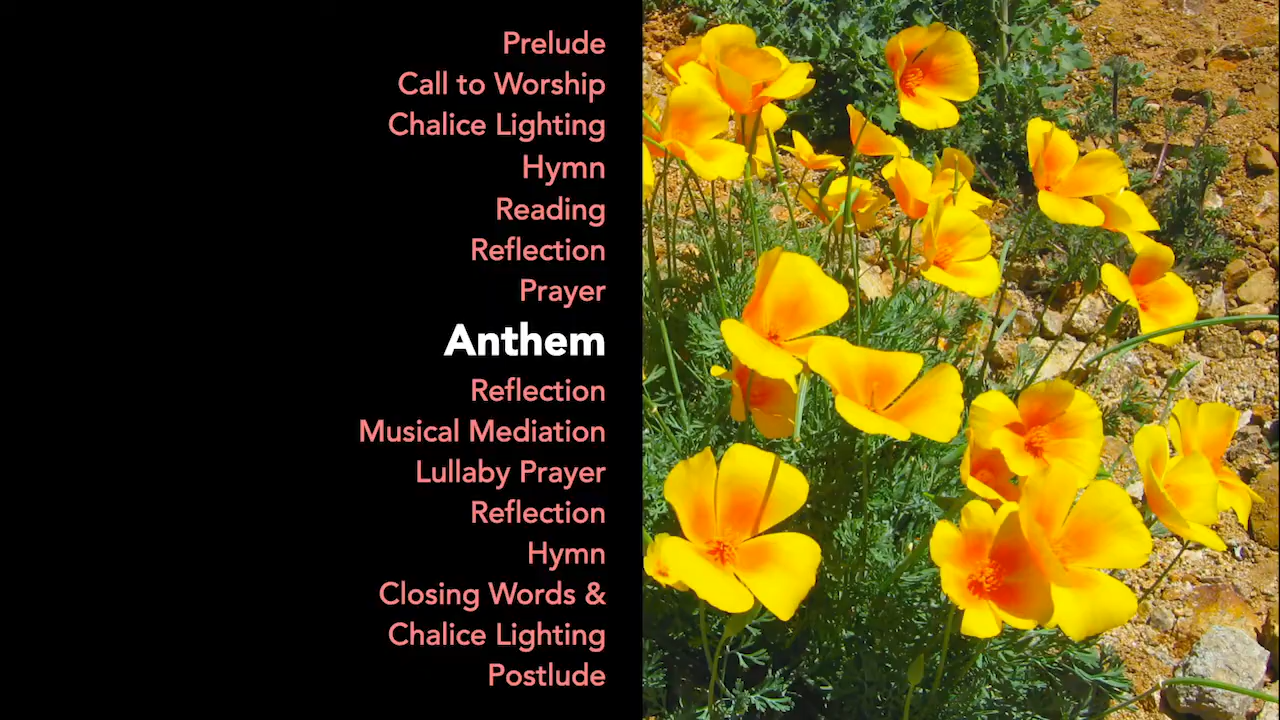 Prelude
Call to Worship
Chalice Lighting
Hymn
Reading
Reflection
Prayer
Anthem
Reflection
Musical Mediation
Lullaby Prayer
Reflection
Hymn
Closing Words &
Chalice Lighting
Postlude